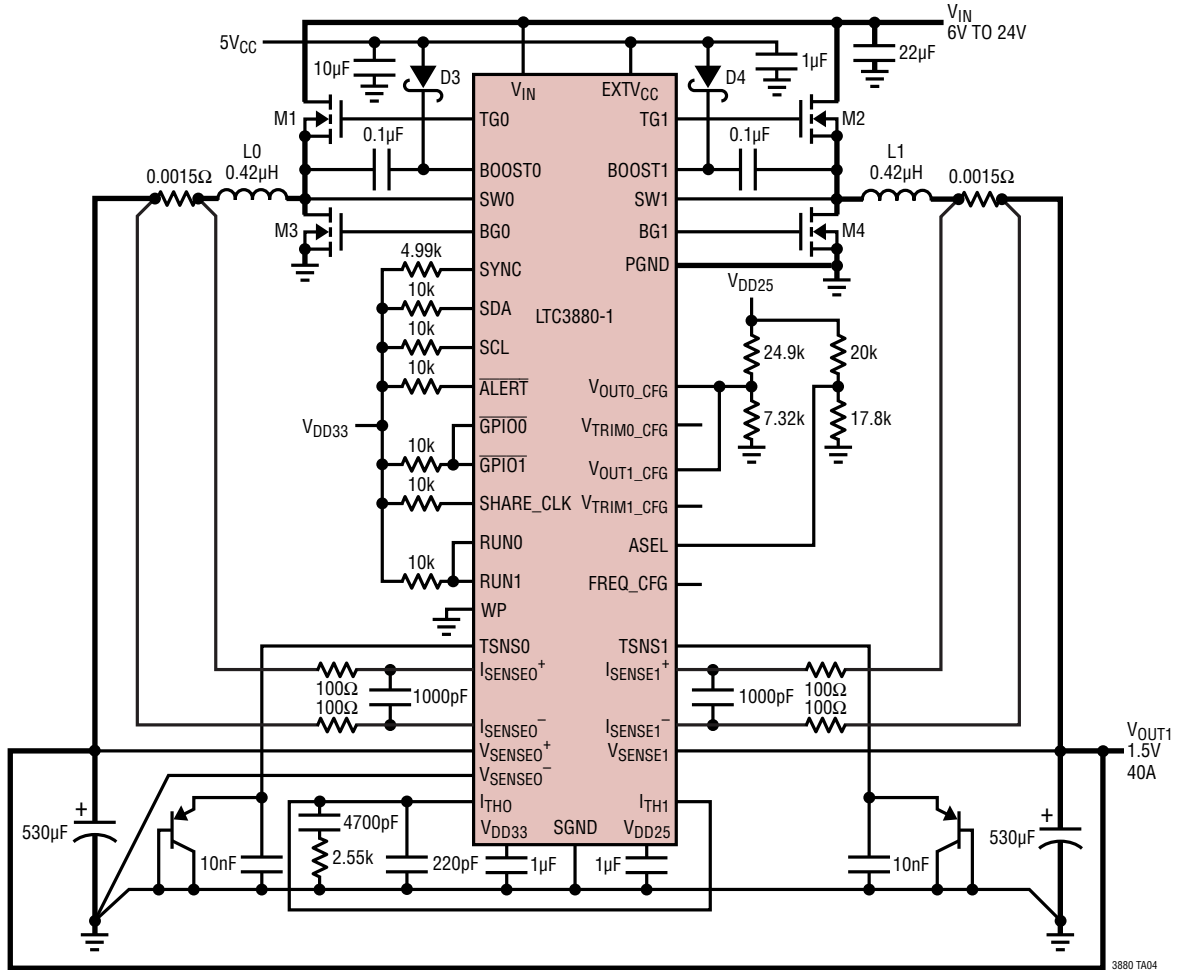 VIN
6V TO 24V
5VCC
10µF
D3
D4
1µF
22µF
VIN
EXTVCC
M1
TG0
TG1
M2
0.1µF
0.1µF
L0
0.42µH
L1
0.42µH
0.0015Ω
BOOST0
BOOST1
0.0015Ω
SW0
SW1
M3
BG0
BG1
M4
PGND
4.99k
SYNC
VDD25
10k
SDA
LTC3880-1
10k
SCL
24.9k
20k
10k
ALERT
VOUT0_CFG
7.32k
17.8k
VDD33
GPIO0
VTRIM0_CFG
10k
GPIO1
VOUT1_CFG
10k
SHARE_CLK
VTRIM1_CFG
RUN0
ASEL
10k
RUN1
FREQ_CFG
WP
TSNS0
TSNS1
ISENSE0+
ISENSE1+
100Ω
100Ω
1000pF
1000pF
100Ω
100Ω
ISENSE0–
ISENSE1–
VSENSE0+
VSENSE1
VOUT1
1.5V
40A
VSENSE0–
ITH0
ITH1
+
530µF
4700pF
VDD33
SGND
VDD25
+
530µF
10nF
2.55k
220pF
1µF
1µF
10nF
3880 TA04